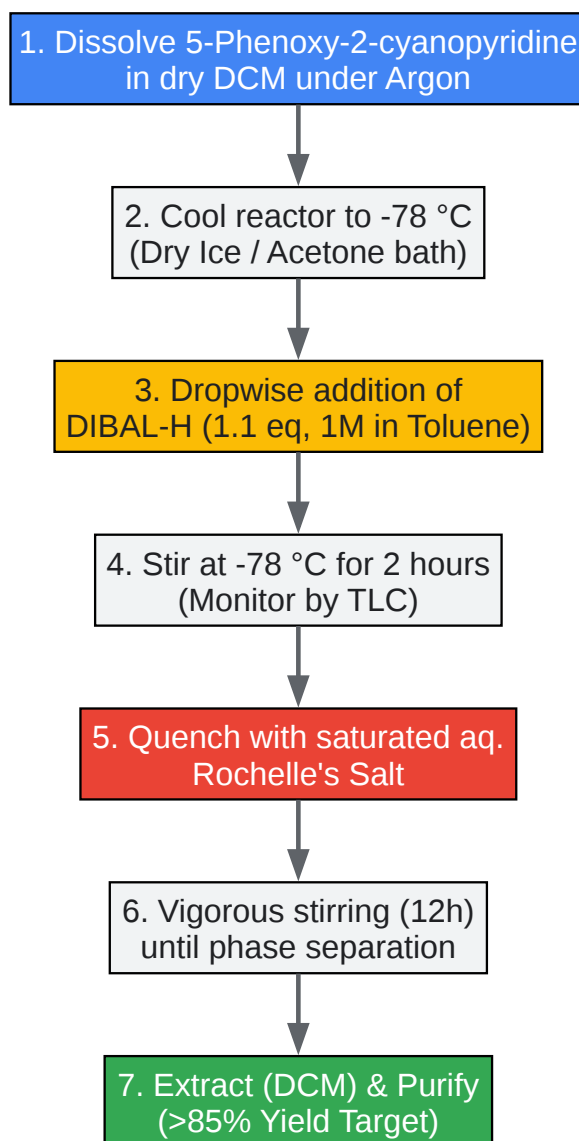 1. Dissolve 5-Phenoxy-2-cyanopyridine
in dry DCM under Argon
2. Cool reactor to -78 °C
(Dry Ice / Acetone bath)
3. Dropwise addition of
DIBAL-H (1.1 eq, 1M in Toluene)
4. Stir at -78 °C for 2 hours
(Monitor by TLC)
5. Quench with saturated aq.
Rochelle's Salt
6. Vigorous stirring (12h)
until phase separation
7. Extract (DCM) & Purify
(>85% Yield Target)